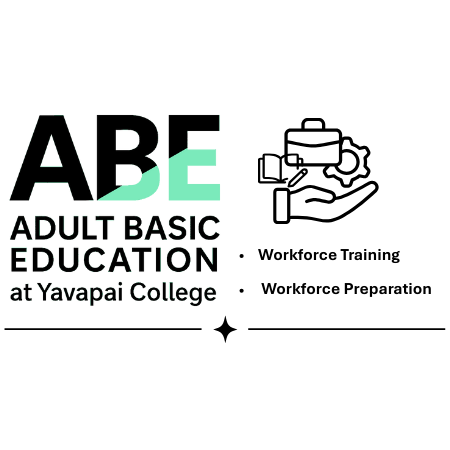 ABE
ADULT BASIC
EDUCATION
at Yavapai College
• Workforce Training
• Workforce Preparation